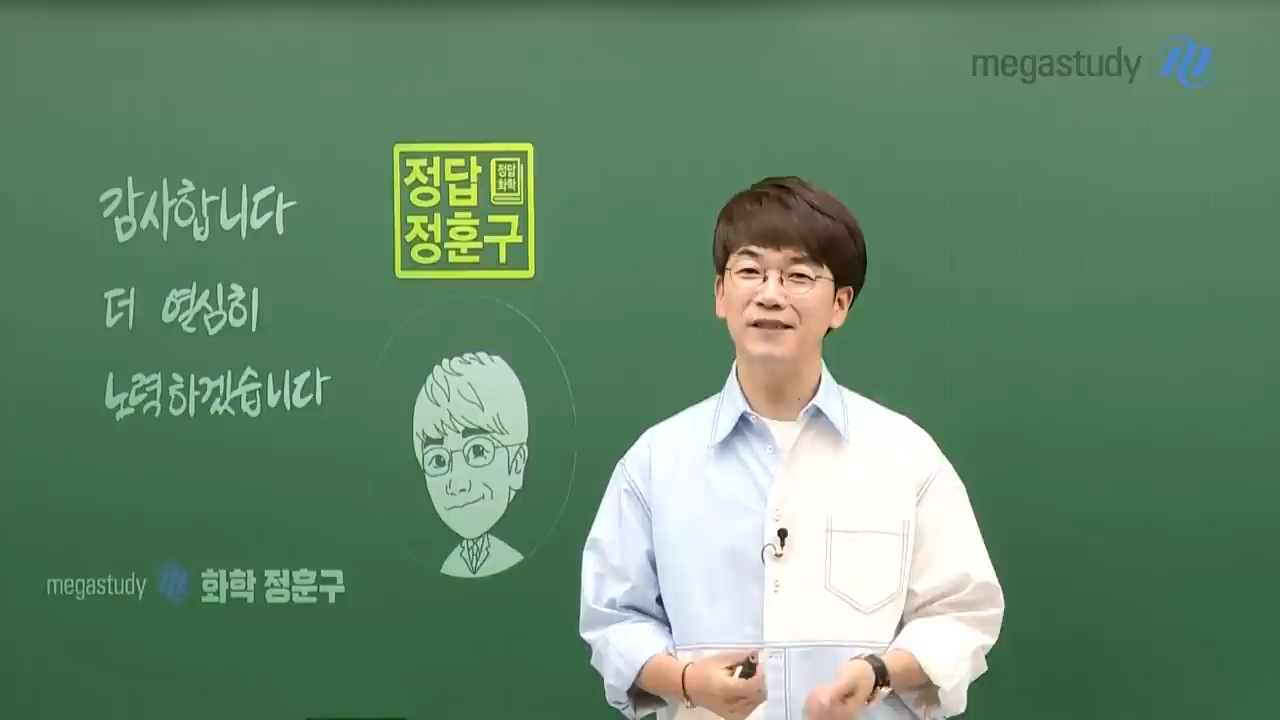 megastudy
감사합니다
더 열심히
노력하겠습니다
정답
정답
화학
정훈구
megastudy 화학 정훈구